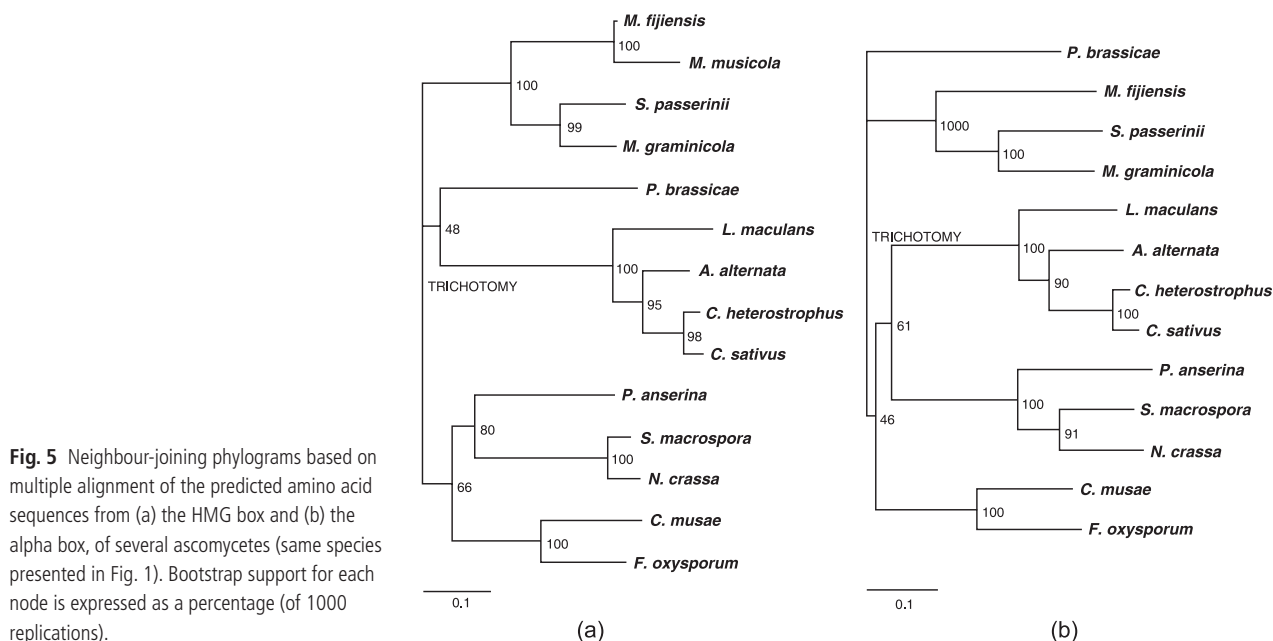 M. fijiensis
100
M. musicola
100
S. passerinii
99
M. graminicola
P. brassicae
48
L. maculans
TRICHOTOMY
100
A. alternata
95
C. heterostrophus
98
C. sativus
P. anserina
80
S. macrospora
100
N. crassa
66
C. musae
100
F. oxysporum
0.1
(a)
P. brassicae
M. fijiensis
1000
S. passerinii
100
M. graminicola
L. maculans
TRICHOTOMY
100
A. alternata
90
C. heterostrophus
100
C. sativus
61
P. anserina
100
S. macrospora
91
N. crassa
46
C. musae
100
F. oxysporum
0.1
(b)
Fig. 5 Neighbour-joining phylograms based on
multiple alignment of the predicted amino acid
sequences from (a) the HMG box and (b) the
alpha box, of several ascomycetes (same species
presented in Fig. 1). Bootstrap support for each
node is expressed as a percentage (of 1000
replications).